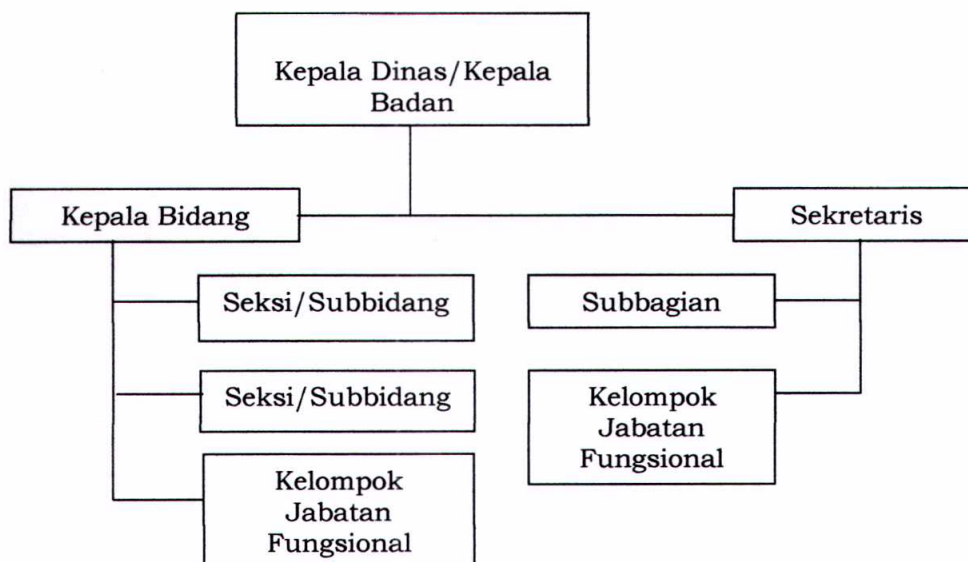 Kepala Dinas/Kepala
Badan
Kepala Bidang
Sekretaris
Seksi/Subbidang
Subbagian
Seksi/Subbidang
Kelompok
Jabatan
Fungsional
Kelompok
Jabatan
Fungsional